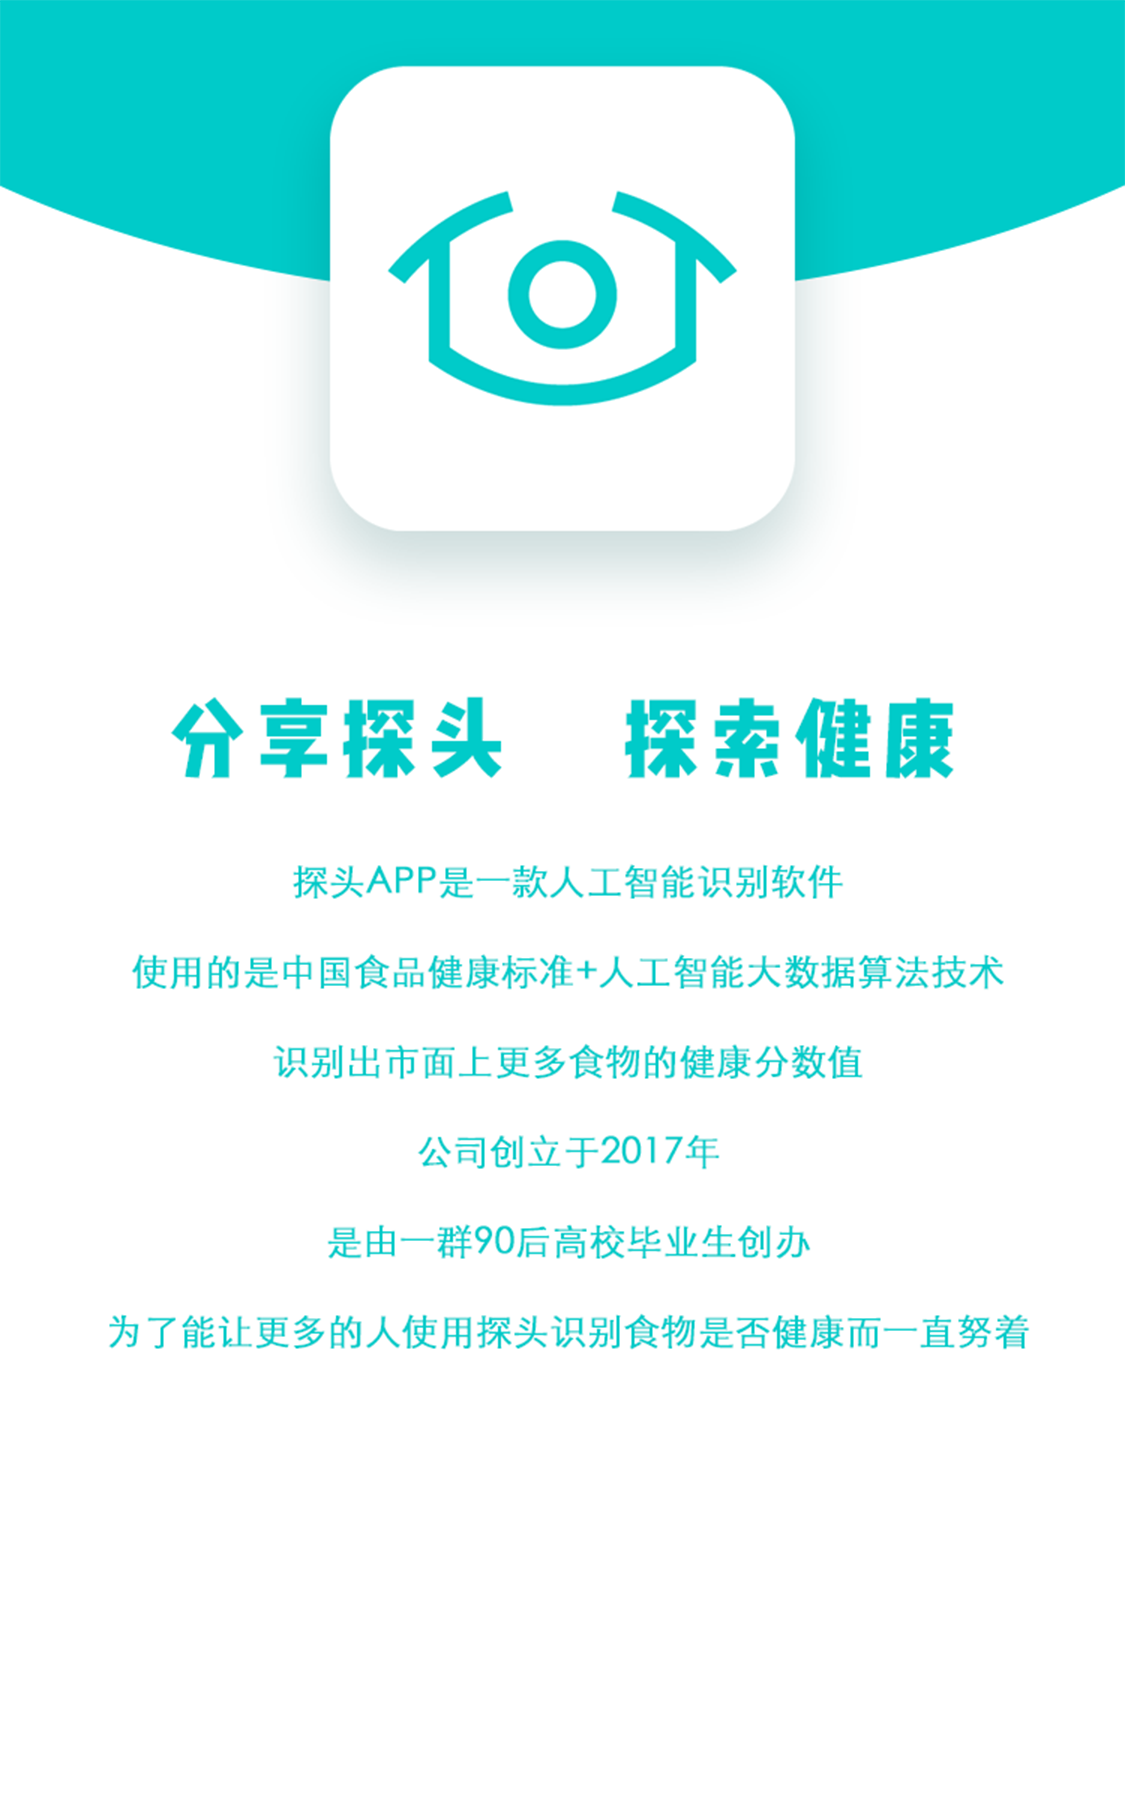 分享探头 探索健康
探头APP是一款人工智能识别软件
使用的是中国食品健康标准+人工智能大数据算法技术
识别出市面上更多食物的健康分数值
公司创立于2017年
是由一群90后高校毕业生创办
为了能让更多的人使用探头识别食物是否健康而一直努着